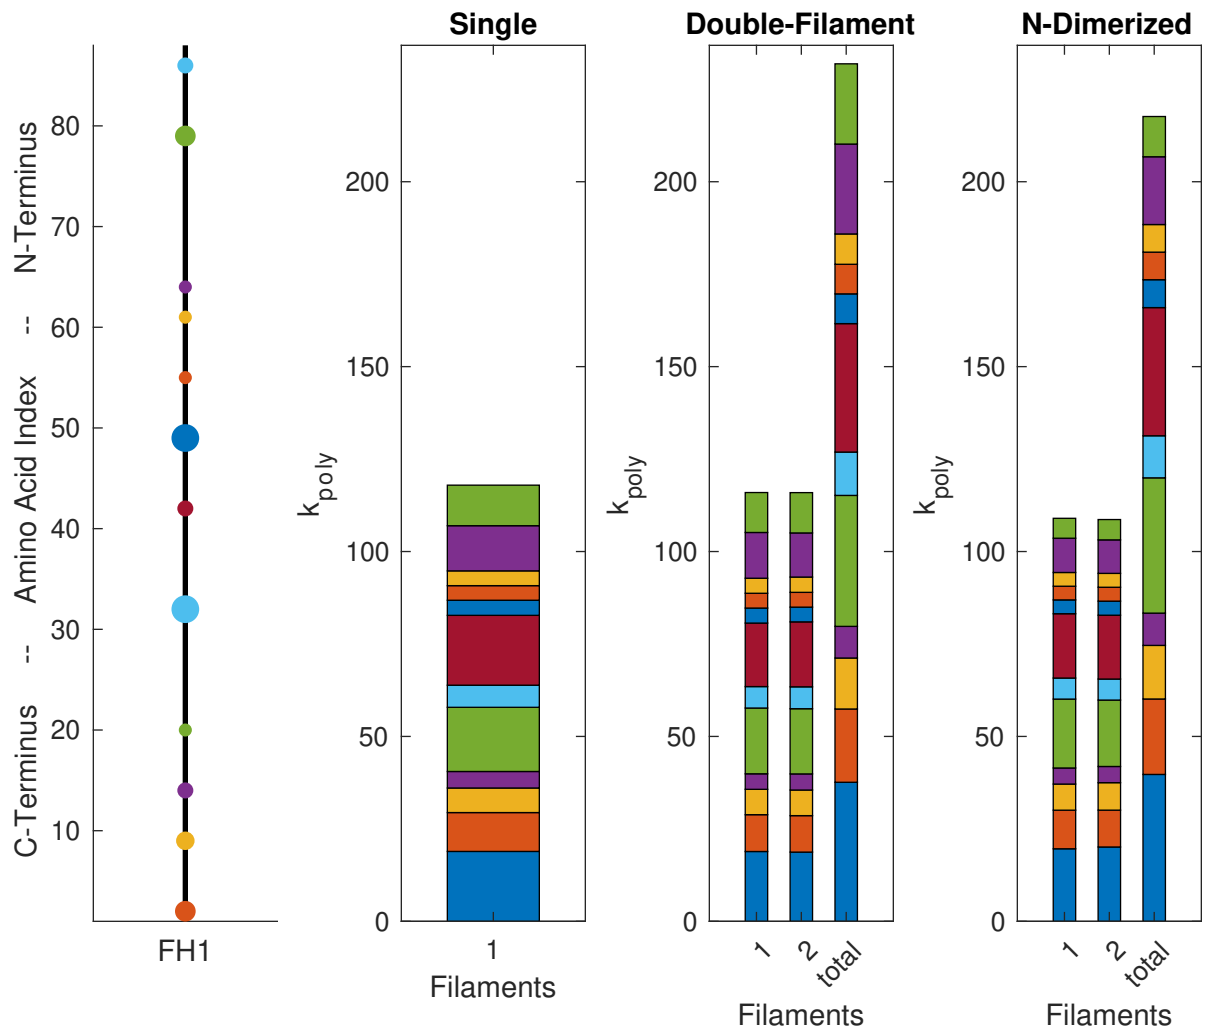 Single
Double-Filament
N-Dimerized
C-Terminus -- Amino Acid Index -- N-Terminus
80
70
60
50
40
30
20
10
FH1
k_poly
200
150
100
50
0
1
Filaments
k_poly
200
150
100
50
0
1
2
total
Filaments
k_poly
200
150
100
50
0
1
2
total
Filaments